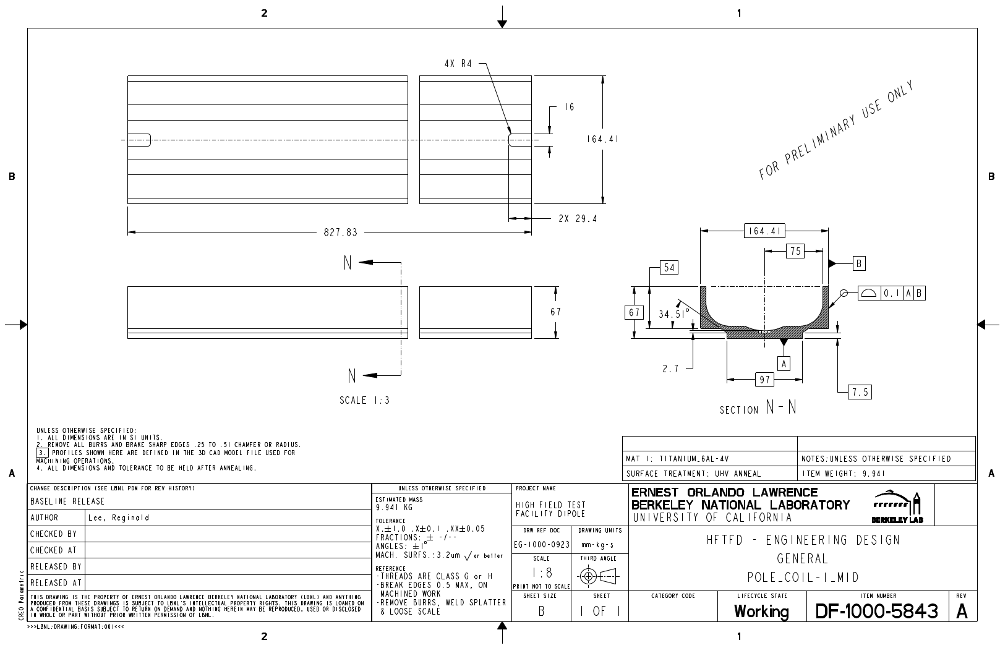 2
1
4X R4
16
164.41
FOR PRELIMINARY USE ONLY
B
B
2X 29.4
827.83
164.41
75
N
54
B
0.1 A B
67
67
34.51°
A
2.7
N
97
7.5
SCALE 1:3
SECTION N-N
UNLESS OTHERWISE SPECIFIED:
1. ALL DIMENSIONS ARE IN SI UNITS.
2. REMOVE ALL BURRS AND BRAKE SHARP EDGES .25 TO .51 CHAMFER OR RADIUS.
3. PROFILES SHOWN HERE ARE DEFINED IN THE 3D CAD MODEL FILE USED FOR
MACHINING OPERATIONS.
4. ALL DIMENSIONS AND TOLERANCE TO BE HELD AFTER ANNEALING.
A
A
MAT 1: TITANIUM_6AL-4V
NOTES:UNLESS OTHERWISE SPECIFIED
SURFACE TREATMENT: UHV ANNEAL
ITEM WEIGHT: 9.941
CHANGE DESCRIPTION (SEE LBNL PDM FOR REV HISTORY)
BASELINE RELEASE
AUTHOR
Lee, Reginald
CHECKED BY
CHECKED AT
RELEASED BY
RELEASED AT
THIS DRAWING IS THE PROPERTY OF ERNEST ORLANDO LAWRENCE BERKELEY NATIONAL LABORATORY (LBNL) AND ANYTHING
PRODUCED FROM THESE DRAWINGS IS SUBJECT TO LBNL'S INTELLECTUAL PROPERTY RIGHTS. THIS DRAWING IS LOANED ON
A CONFIDENTIAL BASIS SUBJECT TO RETURN ON DEMAND AND NOTHING HEREIN MAY BE REPRODUCED, USED OR DISCLOSED
IN WHOLE OR PART WITHOUT PRIOR WRITTEN PERMISSION OF LBNL.
CREO Parametric
>>>LBNL:DRAWING:FORMAT:001<<<
UNLESS OTHERWISE SPECIFIED
ESTIMATED MASS
9.941 KG
TOLERANCE
X.±1.0 .X±0.1 .XX±0.05
FRACTIONS: ± -/--
ANGLES: ±1°
MACH. SURFS.:3.2um √ or better
REFERENCE
-THREADS ARE CLASS G or H
-BREAK EDGES 0.5 MAX, ON
MACHINED WORK
-REMOVE BURRS, WELD SPLATTER
& LOOSE SCALE
PROJECT NAME
HIGH FIELD TEST
FACILITY DIPOLE
DRW REF DOC
EG-1000-0923
DRAWING UNITS
mm-kg-s
SCALE
1:8
PRINT NOT TO SCALE
THIRD ANGLE
SHEET SIZE
B
SHEET
1 OF 1
ERNEST ORLANDO LAWRENCE
BERKELEY NATIONAL LABORATORY
UNIVERSITY OF CALIFORNIA
BERKELEY LAB
HFTFD - ENGINEERING DESIGN
GENERAL
POLE_COIL-1_MID
CATEGORY CODE
LIFECYCLE STATE
Working
ITEM NUMBER
DF-1000-5843
REV
A
2
1